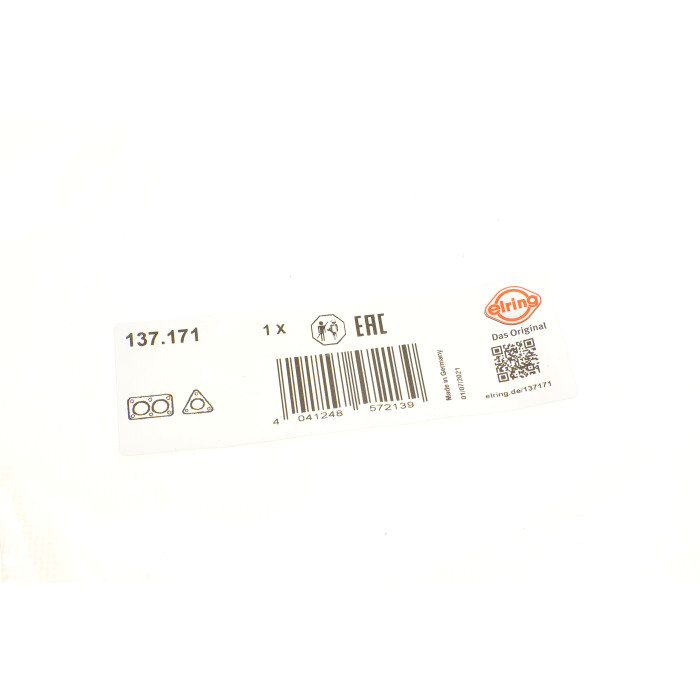 137.171
1 x
EAC
4 041248 572139
Made in Germany
01/07/2021
elring
Das Original
elring.de/137171